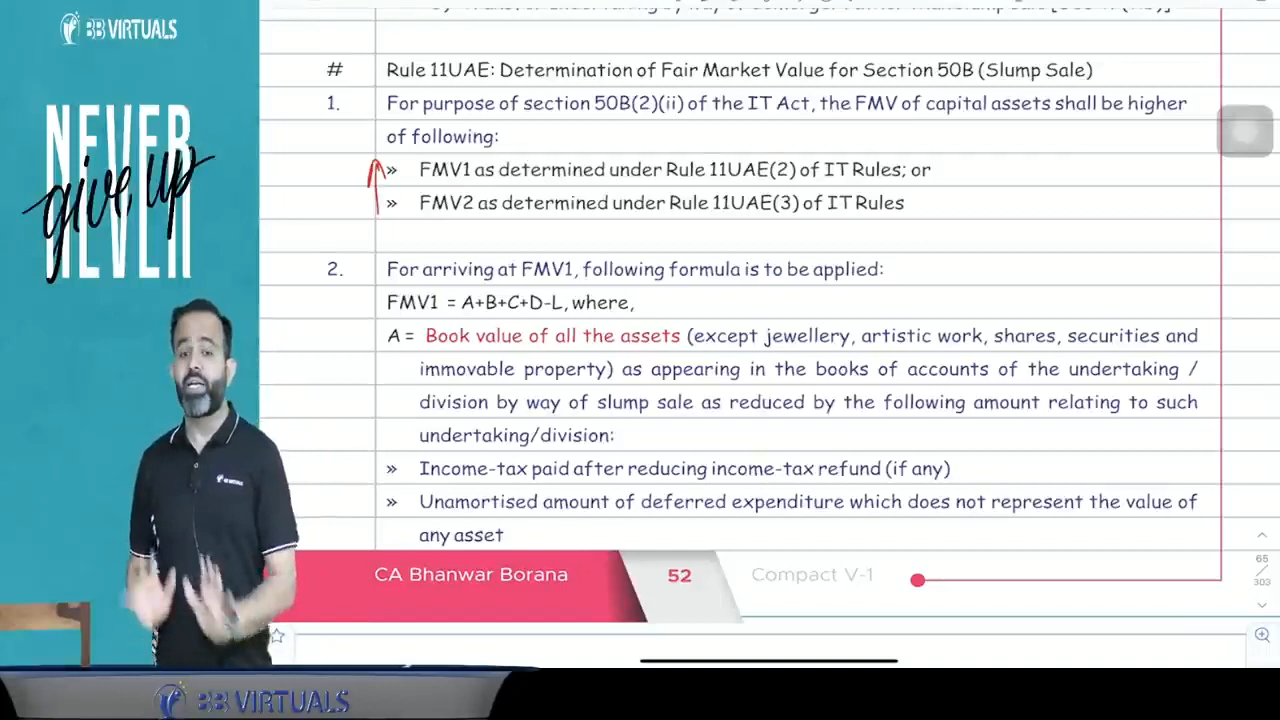 BB VIRTUALS
NEVER
give up
NEVER
# Rule 11UAE: Determination of Fair Market Value for Section 50B (Slump Sale)
1. For purpose of section 50B(2)(ii) of the IT Act, the FMV of capital assets shall be higher
of following:
» FMV1 as determined under Rule 11UAE(2) of IT Rules; or
» FMV2 as determined under Rule 11UAE(3) of IT Rules
2. For arriving at FMV1, following formula is to be applied:
FMV1 = A+B+C+D-L, where,
A = Book value of all the assets (except jewellery, artistic work, shares, securities and
immovable property) as appearing in the books of accounts of the undertaking /
division by way of slump sale as reduced by the following amount relating to such
undertaking/division:
» Income-tax paid after reducing income-tax refund (if any)
» Unamortised amount of deferred expenditure which does not represent the value of
any asset
CA Bhanwar Borana 52 Compact V-1
65
/
303
BB VIRTUALS